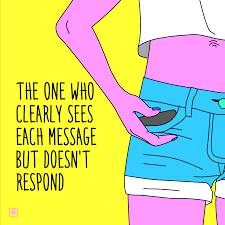 THE ONE WHO
CLEARLY SEES
EACH MESSAGE
BUT DOESN'T
RESPOND